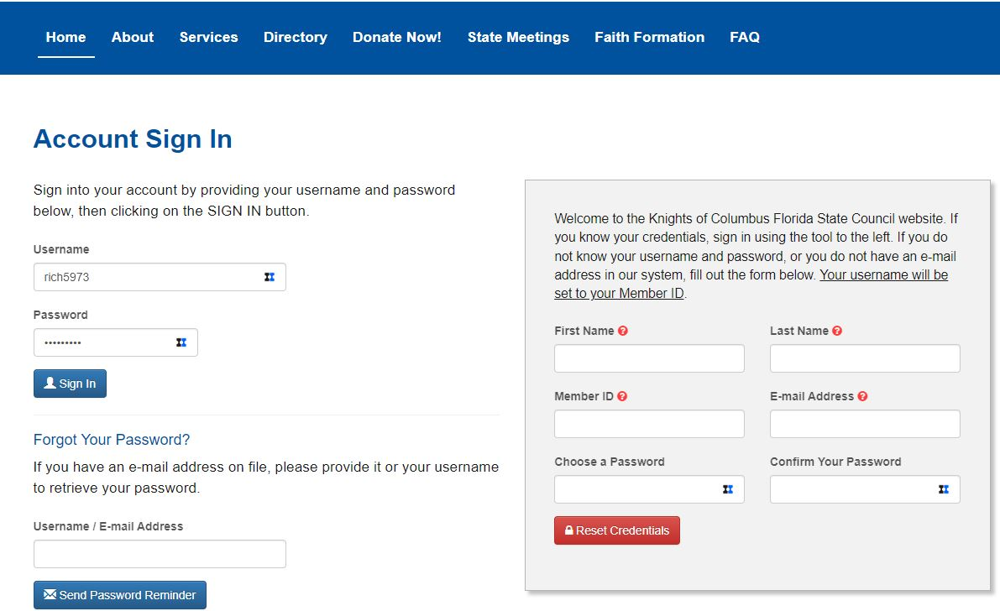 Home About Services Directory Donate Now! State Meetings Faith Formation FAQ
Account Sign In
Sign into your account by providing your username and password
below, then clicking on the SIGN IN button.
Username
rich5973
Password
•••••••••
Sign In
Forgot Your Password?
If you have an e-mail address on file, please provide it or your username
to retrieve your password.
Username / E-mail Address
Send Password Reminder
Welcome to the Knights of Columbus Florida State Council website. If
you know your credentials, sign in using the tool to the left. If you do
not know your username and password, or you do not have an e-mail
address in our system, fill out the form below. Your username will be
set to your Member ID.
First Name ? Last Name ?
Member ID ? E-mail Address ?
Choose a Password Confirm Your Password
Reset Credentials